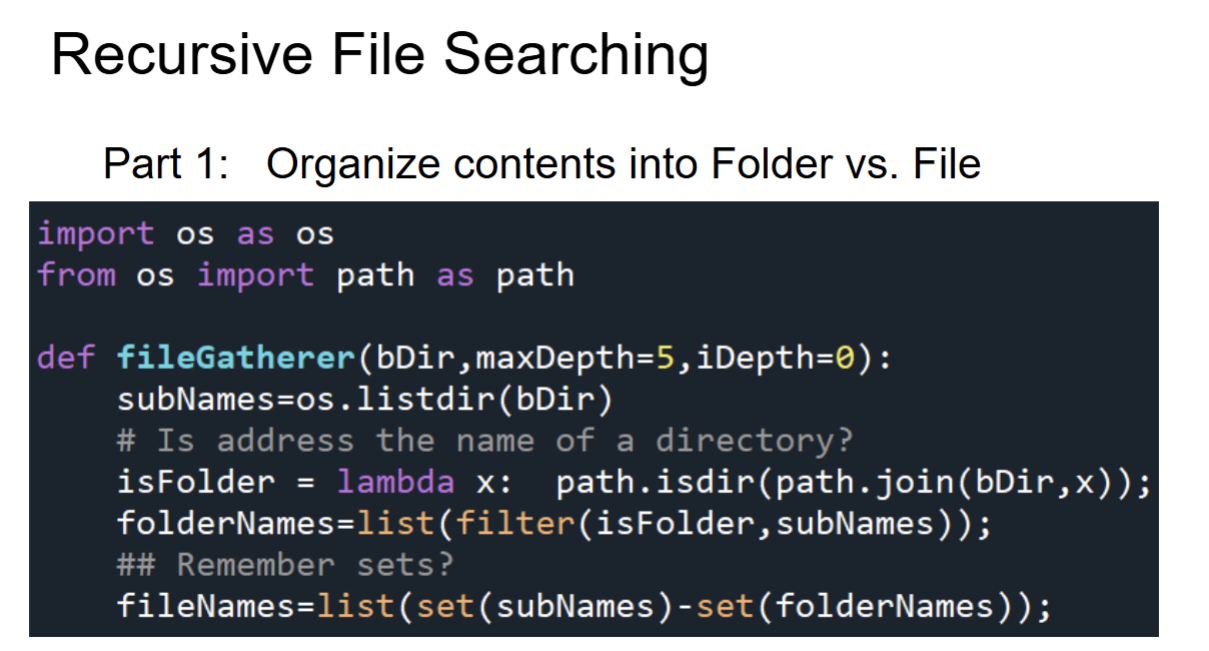 Recursive File Searching
Part 1: Organize contents into Folder vs. File
import os as os
from os import path as path
def fileGatherer(bDir,maxDepth=5,iDepth=0):
    subNames=os.listdir(bDir)
    # Is address the name of a directory?
    isFolder = lambda x:  path.isdir(path.join(bDir,x));
    folderNames=list(filter(isFolder,subNames));
    ## Remember sets?
    fileNames=list(set(subNames)-set(folderNames));